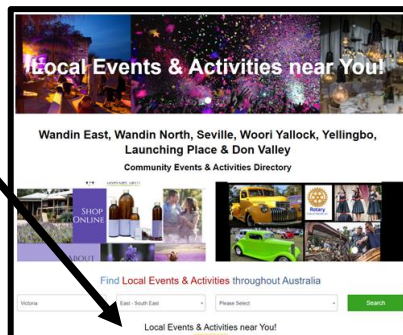 Local Events & Activities near You!
Wandin East, Wandin North, Seville, Woori Yallock, Yellingbo,
Launching Place & Don Valley
Community Events & Activities Directory
SHOP
ONLINE
ABOUT
Rotary
Find Local Events & Activities throughout Australia
Victoria
East - South East
Please Select
Search
Local Events & Activities near You!